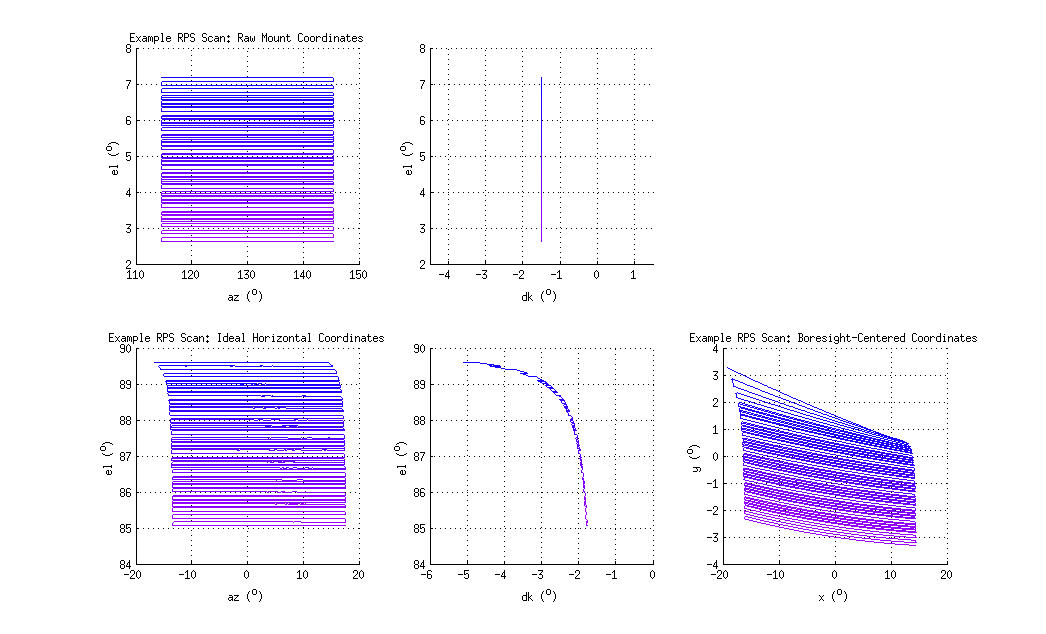 Example RPS Scan: Raw Mount Coordinates
8
7
6
5
4
3
2
el (°)
110 120 130 140 150
az (°)
8
7
6
5
4
3
2
el (°)
-4 -3 -2 -1 0 1
dk (°)
Example RPS Scan: Ideal Horizontal Coordinates
90
89
88
87
86
85
84
el (°)
-20 -10 0 10 20
az (°)
90
89
88
87
86
85
84
el (°)
-6 -5 -4 -3 -2 -1 0
dk (°)
Example RPS Scan: Boresight-Centered Coordinates
4
3
2
1
0
-1
-2
-3
-4
y (°)
-20 -10 0 10 20
x (°)